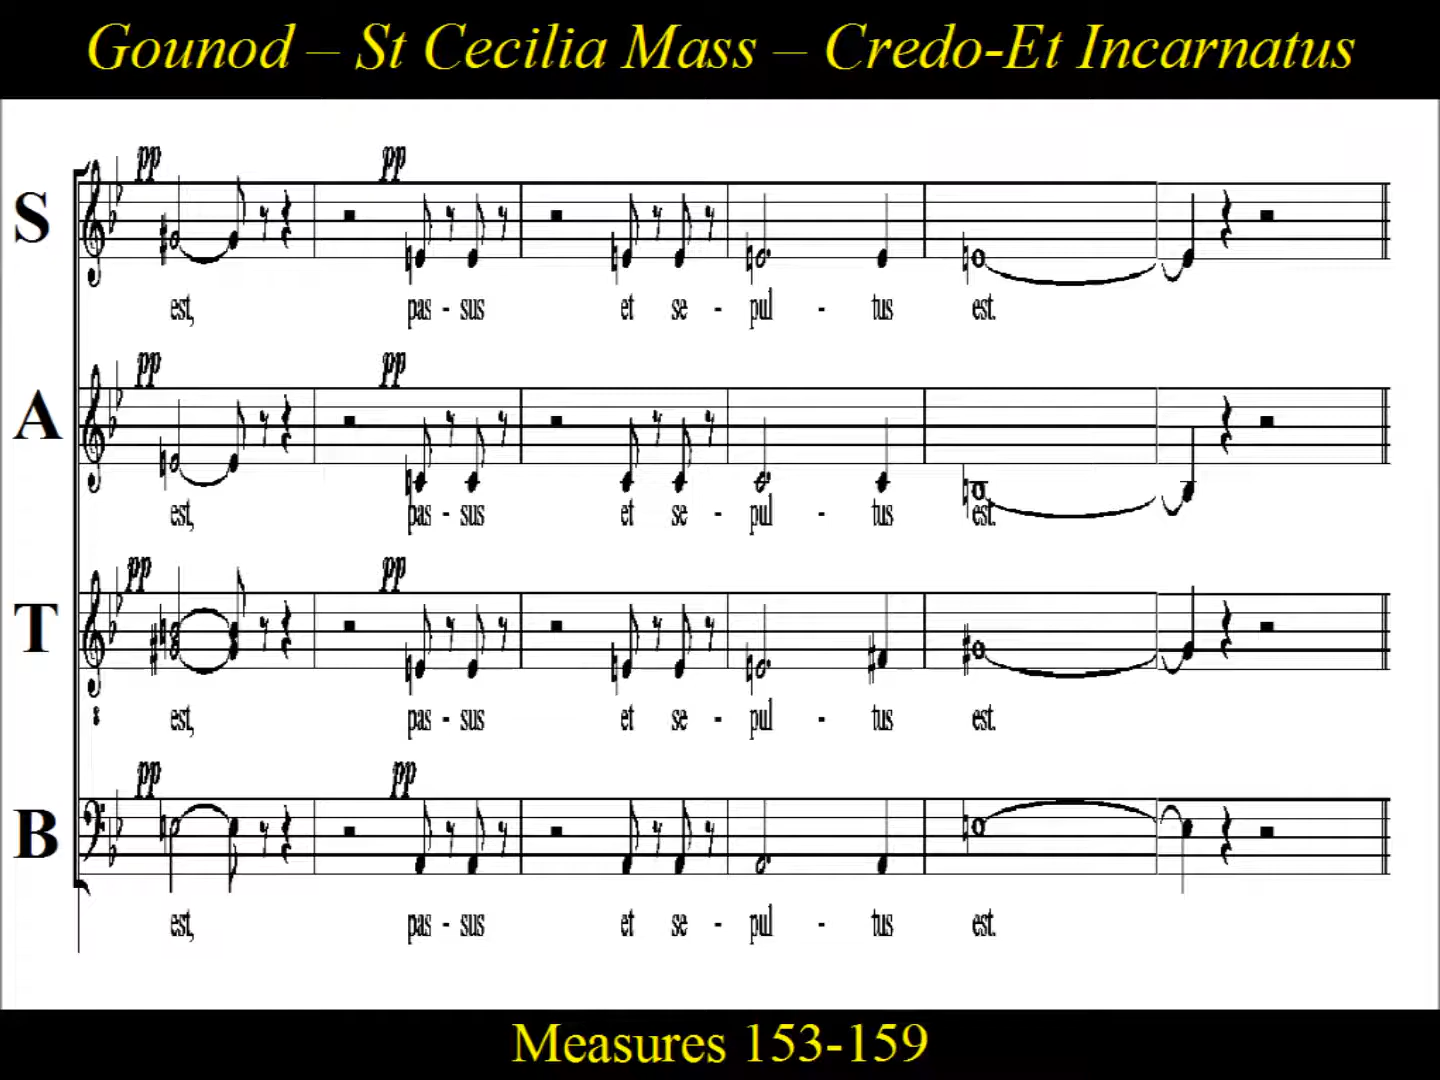 Gounod – St Cecilia Mass – Credo-Et Incarnatus
pp pp
S
est, pas - sus et se - pul - tus est.
pp pp
A
est, pas - sus et se - pul - tus est.
pp pp
T
8 est, pas - sus et se - pul - tus est.
pp pp
B
est, pas - sus et se - pul - tus est.
Measures 153-159